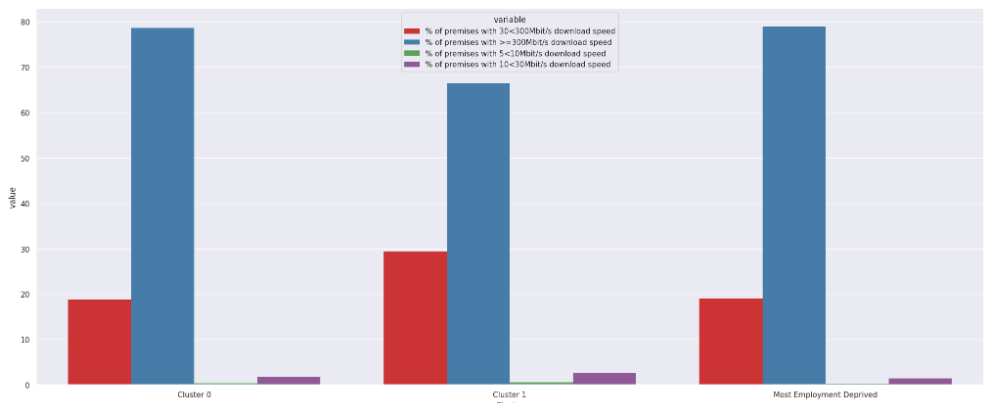 variable
% of premises with 30<300Mbit/s download speed
% of premises with >=300Mbit/s download speed
% of premises with 5<10Mbit/s download speed
% of premises with 10<30Mbit/s download speed
80
70
60
50
40
30
20
10
0
value
Cluster 0 Cluster 1 Most Employment Deprived